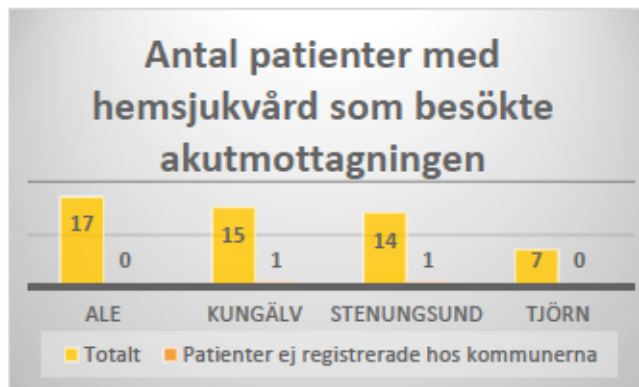 Antal patienter med
hemsjukvård som besökte
akutmottagningen
17 0 15 1 14 1 7 0
ALE KUNGÄLV STENUNGSUND TJÖRN
Totalt Patienter ej registrerade hos kommunerna